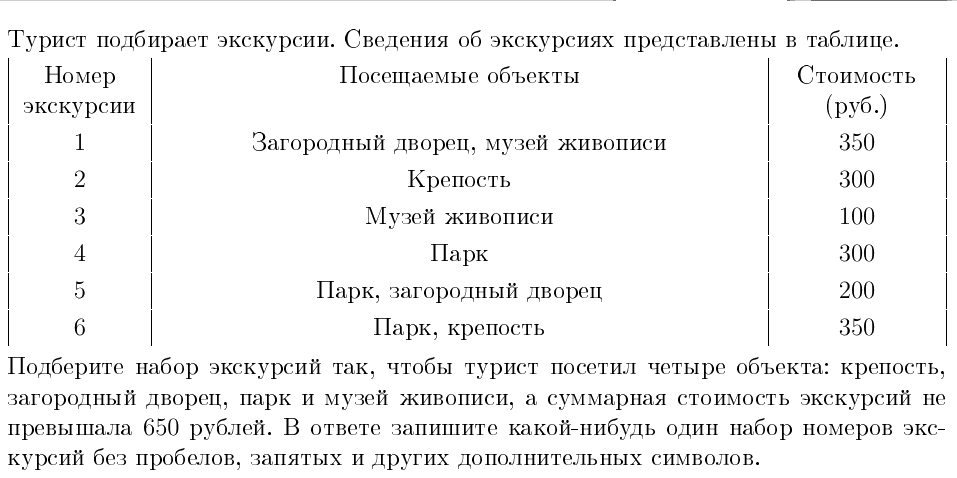 Турист подбирает экскурсии. Сведения об экскурсиях представлены в таблице.
Номер экскурсии Посещаемые объекты Стоимость (руб.)
1 Загородный дворец, музей живописи 350
2 Крепость 300
3 Музей живописи 100
4 Парк 300
5 Парк, загородный дворец 200
6 Парк, крепость 350
Подберите набор экскурсий так, чтобы турист посетил четыре объекта: крепость,
загородный дворец, парк и музей живописи, а суммарная стоимость экскурсий не
превышала 650 рублей. В ответе запишите какой-нибудь один набор номеров экс-
курсий без пробелов, запятых и других дополнительных символов.